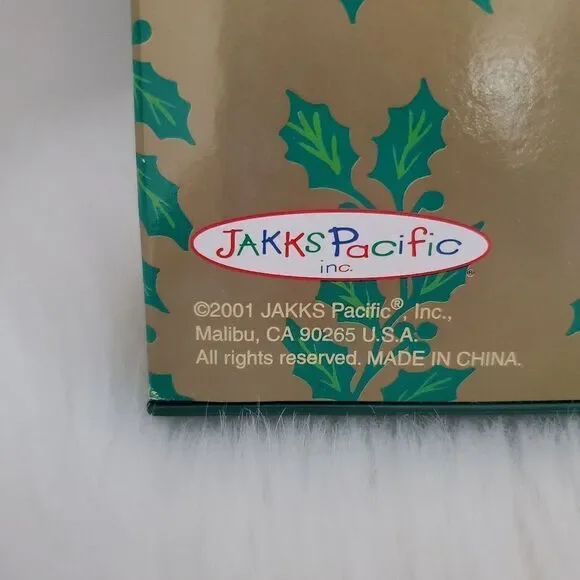 JAKKS Pacific
inc.
®
©2001 JAKKS Pacific®, Inc.,
Malibu, CA 90265 U.S.A.
All rights reserved. MADE IN CHINA.